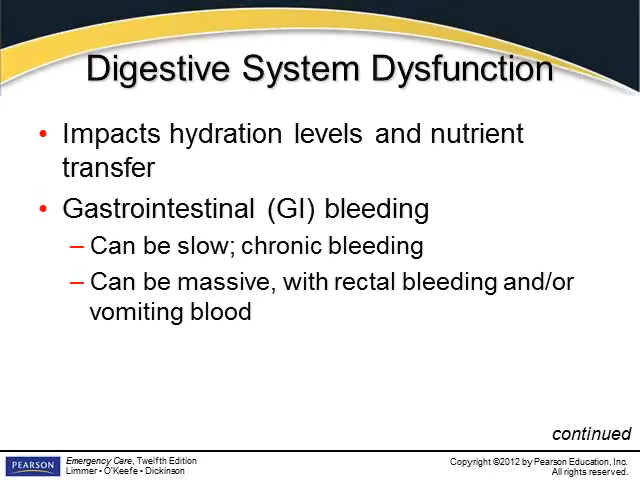 Digestive System Dysfunction
• Impacts hydration levels and nutrient
transfer
• Gastrointestinal (GI) bleeding
– Can be slow; chronic bleeding
– Can be massive, with rectal bleeding and/or
vomiting blood
continued
PEARSON
Emergency Care, Twelfth Edition
Limmer • O'Keefe • Dickinson
Copyright ©2012 by Pearson Education, Inc.
All rights reserved.